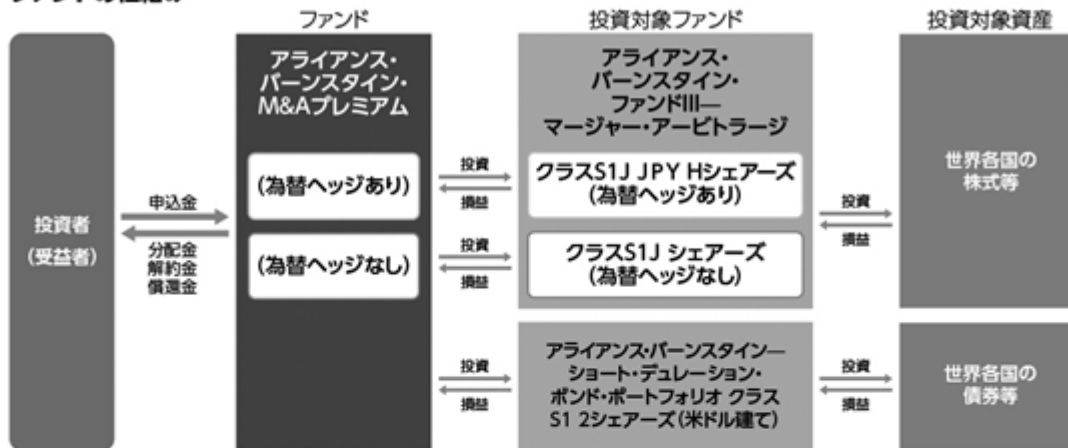 ファンド
投資対象ファンド
投資対象資産
投資者
(受益者)
申込金
分配金
解約金
償還金
アライアンス・
バーンスタイン・
M&Aプレミアム
(為替ヘッジあり)
(為替ヘッジなし)
投資
損益
投資
損益
投資
損益
アライアンス・
バーンスタイン・
ファンドIII―
マージャー・アービトラージ
クラスS1J JPY Hシェアーズ
(為替ヘッジあり)
クラスS1J シェアーズ
(為替ヘッジなし)
アライアンス・バーンスタイン―
ショート・デュレーション・
ボンド・ポートフォリオ クラス
S1 2シェアーズ(米ドル建て)
投資
損益
投資
損益
世界各国の
株式等
世界各国の
債券等